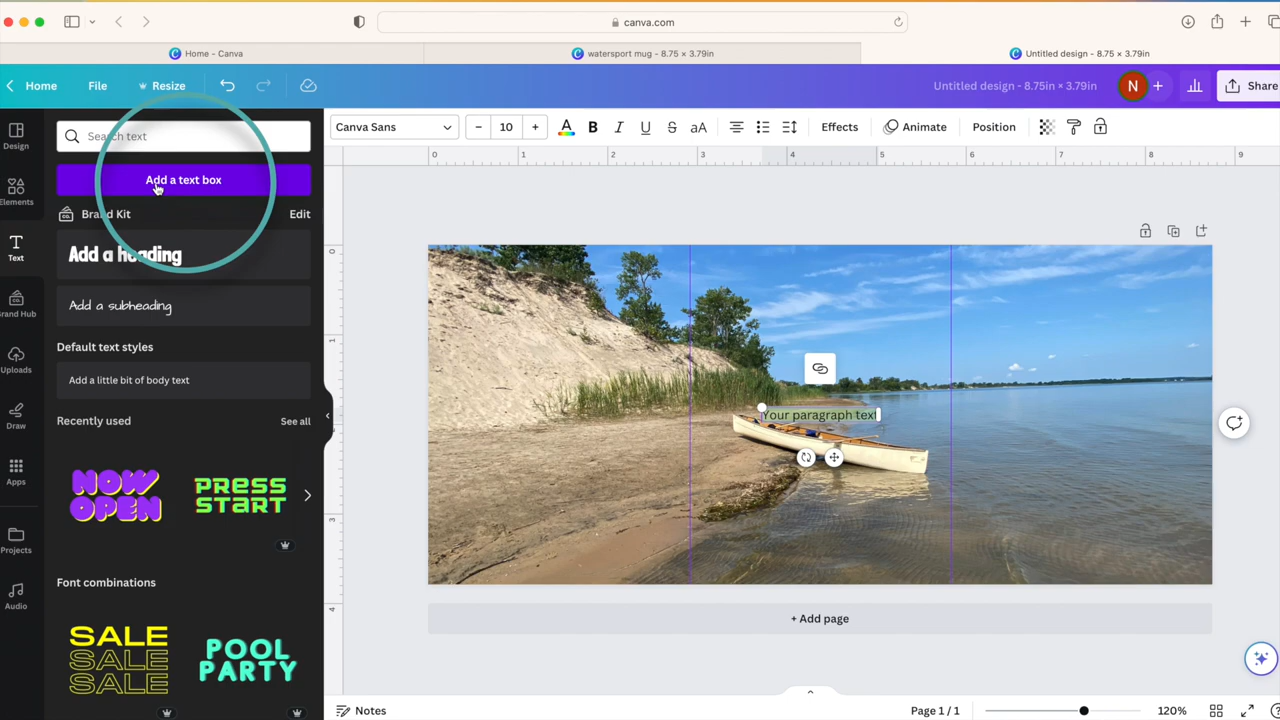 canva.com
Home - Canva
watersport mug - 8.75 × 3.79in
Untitled design - 8.75 × 3.79in
Home
File
Resize
Untitled design - 8.75in × 3.79in
N
Share
Search text
Canva Sans
10
B
I
U
S
aA
Effects
Animate
Position
Design
Elements
Text
Brand Hub
Uploads
Draw
Apps
Projects
Audio
Add a text box
Brand Kit
Edit
Add a heading
Add a subheading
Default text styles
Add a little bit of body text
Recently used
See all
NOW OPEN
PRESS START
Font combinations
SALE
SALE
SALE
POOL PARTY
0 1 2 3 4 5 6 7 8 9
0
1
3
4
Your paragraph text
+ Add page
Notes
Page 1 / 1
120%